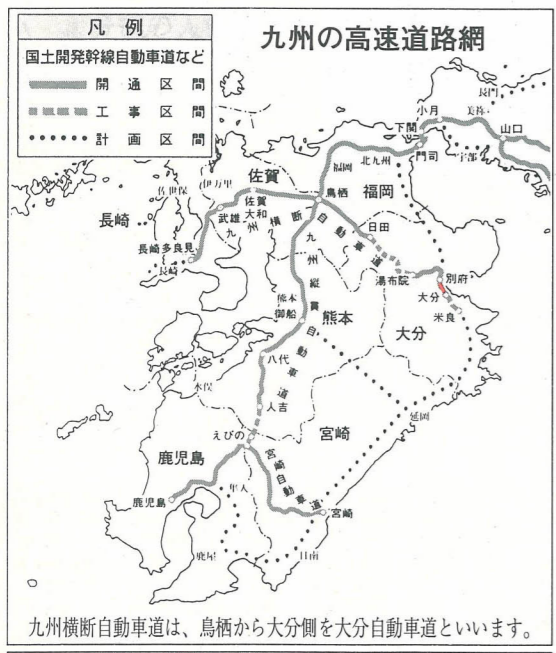 九州の高速道路網
凡例
国土開発幹線自動車道など
開通区間
工事区間
計画区間
長門
小月
美祢
山口
下関
宇部
門司
北九州
福岡
福岡
佐賀
鳥栖
伊万里
佐世保
佐賀大和
武雄
長崎
長崎多良見
長崎
九州横断自動車道
日田
湯布院
別府
大分
米良
大分
九州縦貫自動車道
熊本
御船
熊本
八代
水俣
人吉
延岡
宮崎
えびの
鹿児島
宮崎自動車道
隼人
鹿児島
宮崎
鹿屋
日南
九州横断自動車道は、鳥栖から大分側を大分自動車道といいます。